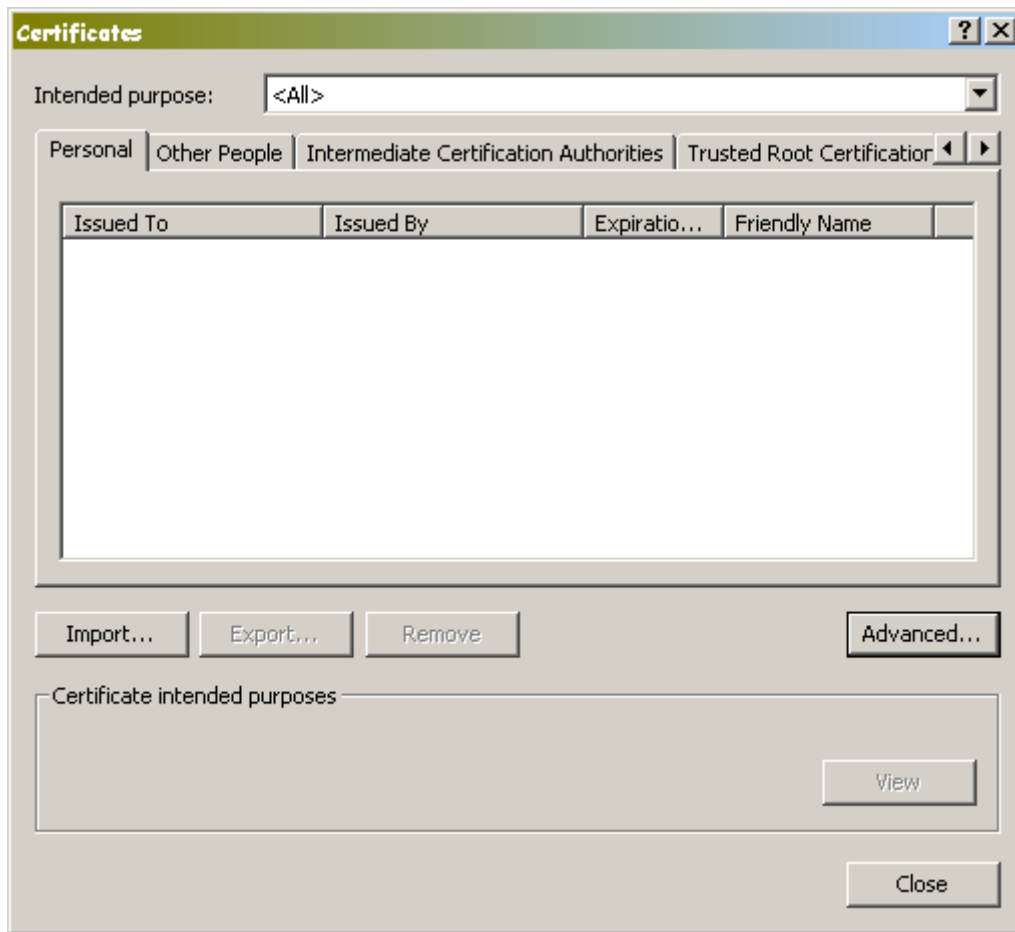 Certificates
Intended purpose: <All>
Personal Other People Intermediate Certification Authorities Trusted Root Certification
Issued To Issued By Expiratio... Friendly Name
Import... Export... Remove Advanced...
Certificate intended purposes
View
Close